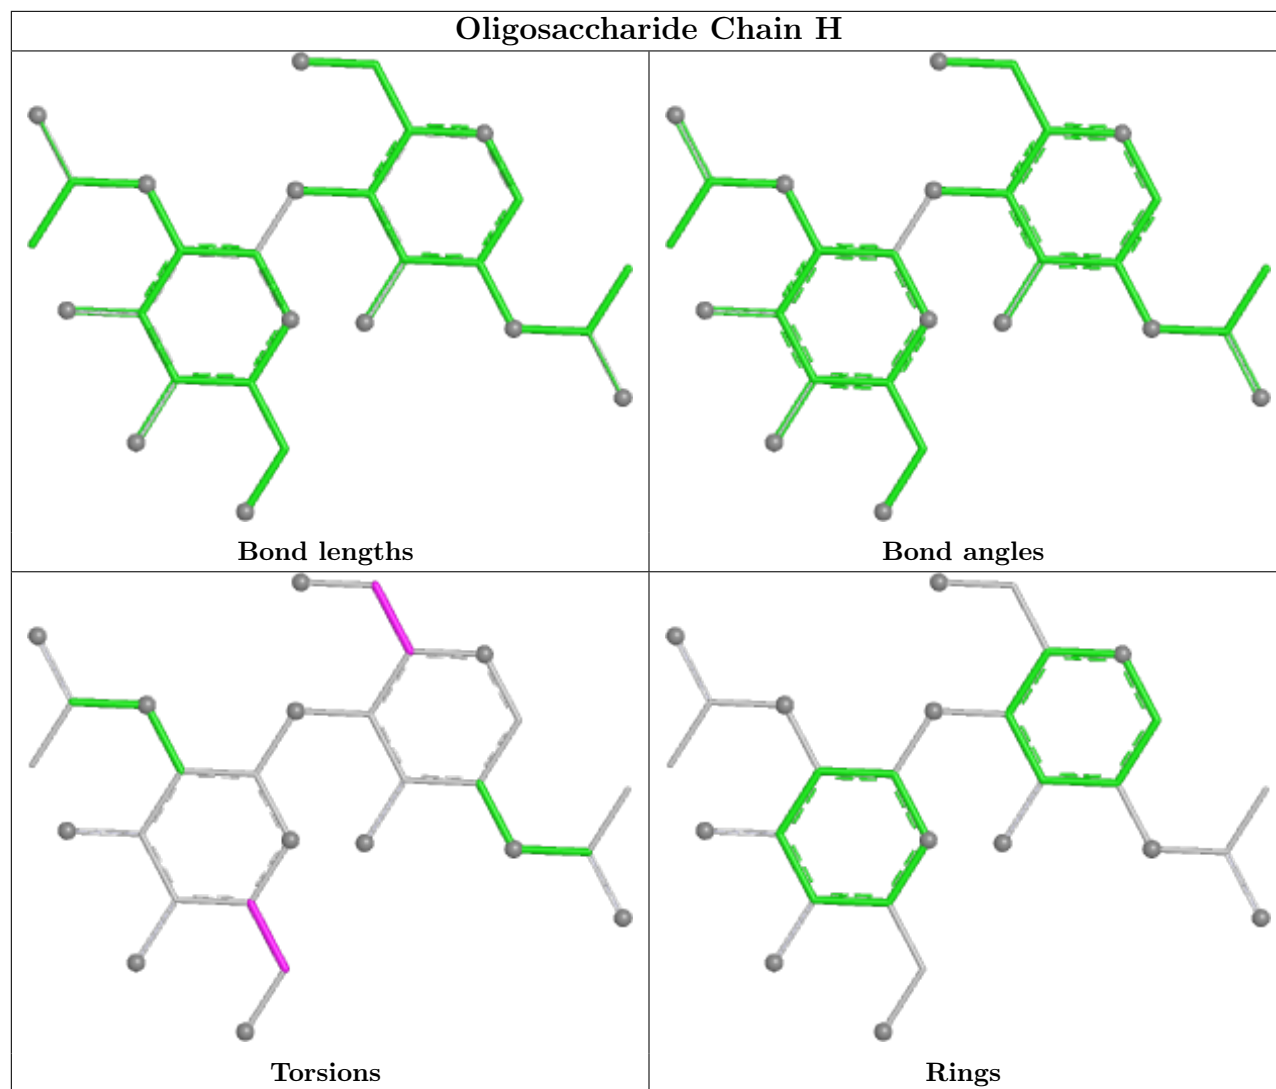 Oligosaccharide Chain H
Bond lengths
Bond angles
Torsions
Rings